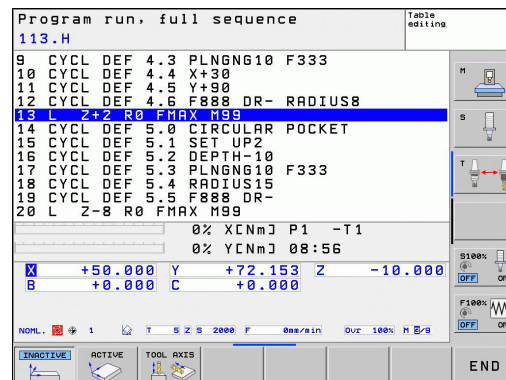 Program run, full sequence
Table editing
113.H
9 CYCL DEF 4.3 PLNGNG10 F333
10 CYCL DEF 4.4 X+30
11 CYCL DEF 4.5 Y+90
12 CYCL DEF 4.6 F888 DR- RADIUS8
13 L Z+2 R0 FMAX M99
14 CYCL DEF 5.0 CIRCULAR POCKET
15 CYCL DEF 5.1 SET UP2
16 CYCL DEF 5.2 DEPTH-10
17 CYCL DEF 5.3 PLNGNG10 F333
18 CYCL DEF 5.4 RADIUS15
19 CYCL DEF 5.5 F888 DR-
20 L Z-8 R0 FMAX M99
0% X[Nm] P1 -T1
0% Y[Nm] 08:56
X +50.000 Y +72.153 Z -10.000
B +0.000 C +0.000
NOML. 1 T 5 Z S 2000 F 0mm/min Ovr 100% M 5/9
M
S
T
S100%
OFF ON
F100%
OFF ON
INACTIVE ACTIVE TOOL AXIS
END